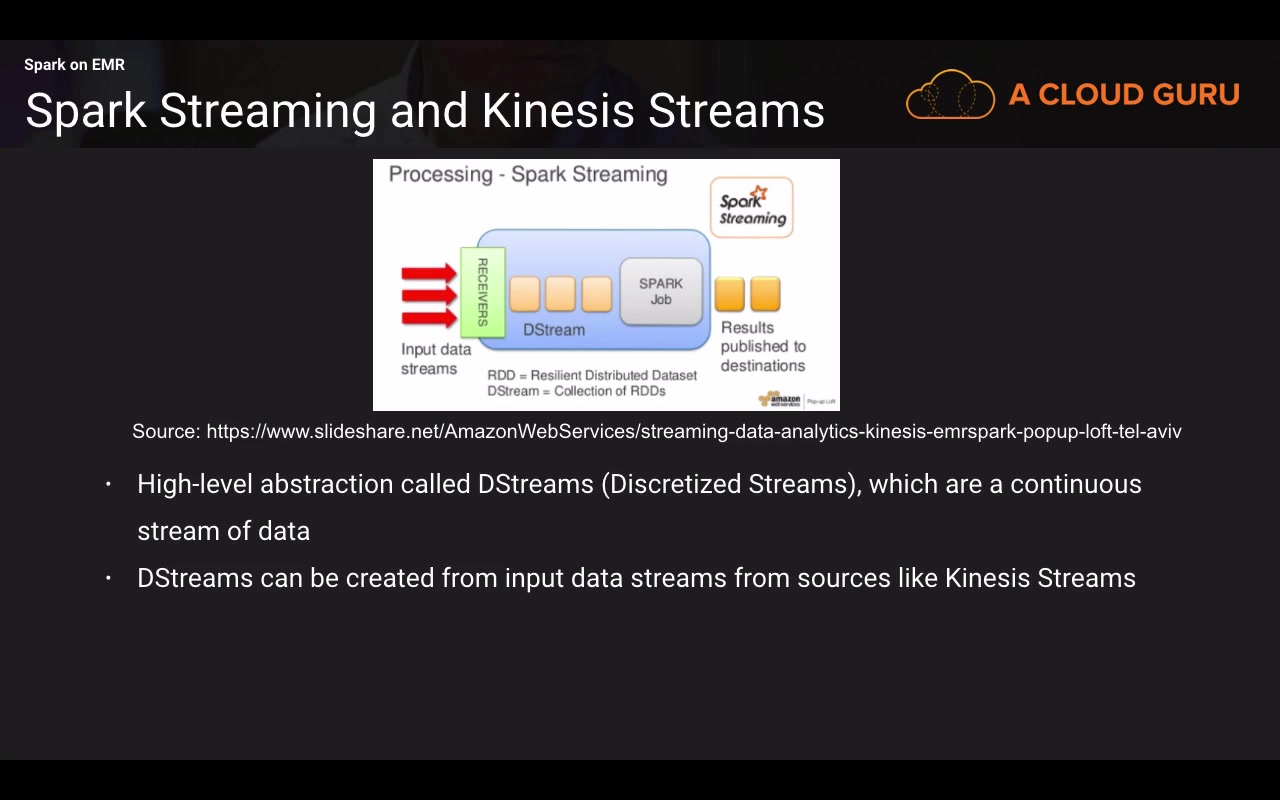 Spark on EMR
Spark Streaming and Kinesis Streams
A CLOUD GURU
Processing - Spark Streaming
Spark
Streaming
RECEIVERS
SPARK
Job
DStream
Input data
streams
Results
published to
destinations
RDD = Resilient Distributed Dataset
DStream = Collection of RDDs
amazon
webservices
Pop-up Loft
Source: https://www.slideshare.net/AmazonWebServices/streaming-data-analytics-kinesis-emrspark-popup-loft-tel-aviv
· High-level abstraction called DStreams (Discretized Streams), which are a continuous
stream of data
· DStreams can be created from input data streams from sources like Kinesis Streams